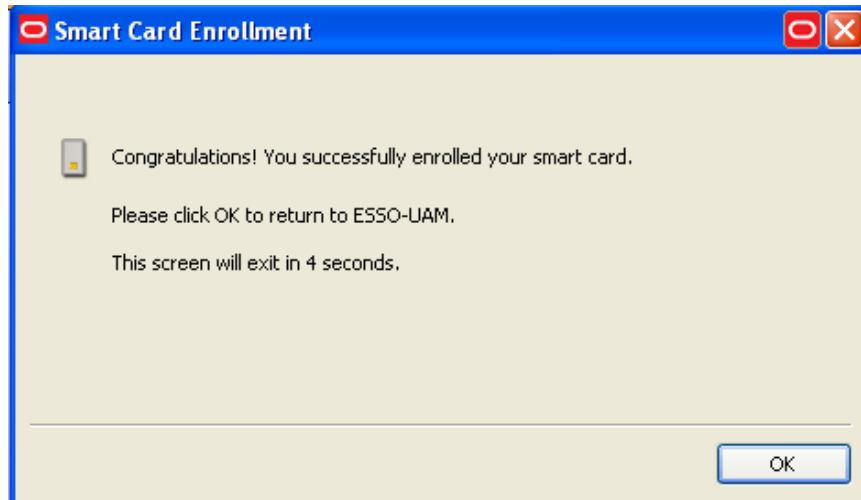 Smart Card Enrollment
Congratulations! You successfully enrolled your smart card.
Please click OK to return to ESSO-UAM.
This screen will exit in 4 seconds.
OK